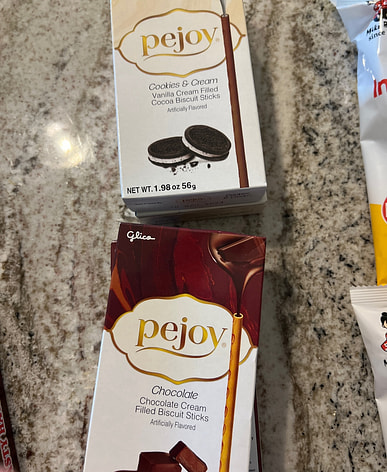 pejoy
Cookies & Cream
Vanilla Cream Filled
Cocoa Biscuit Sticks
Artificially Flavored
NET WT. 1.98 oz 56g
Glico
pejoy
Chocolate
Chocolate Cream
Filled Biscuit Sticks
Artificially Flavored
since